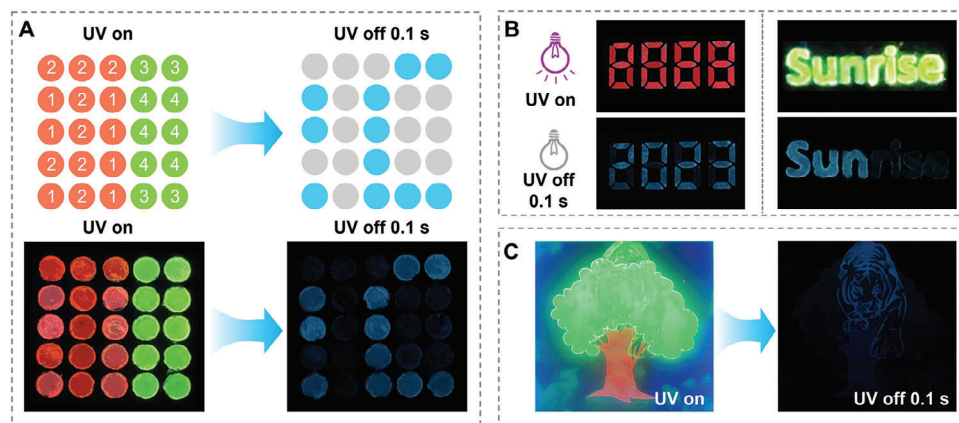 A
UV on
UV off 0.1 s
2 2 2 3 3
1 2 1 4 4
1 2 1 4 4
2 2 1 4 4
1 2 1 3 3
UV on
UV off 0.1 s
B
UV on
8888
Sunrise
UV off
0.1 s
2023
Sunrise
C
UV on
UV off 0.1 s